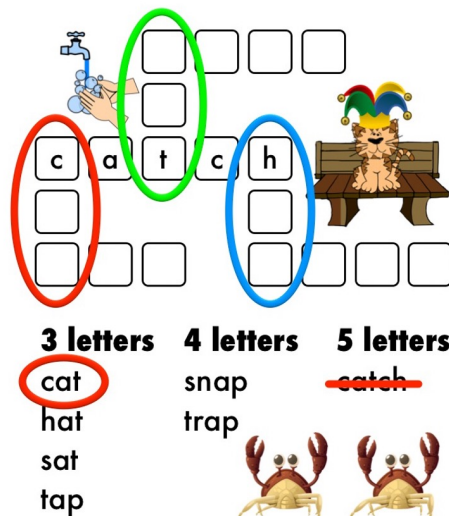 c a t c h
3 letters 4 letters 5 letters
cat snap catch
hat trap
sat
tap